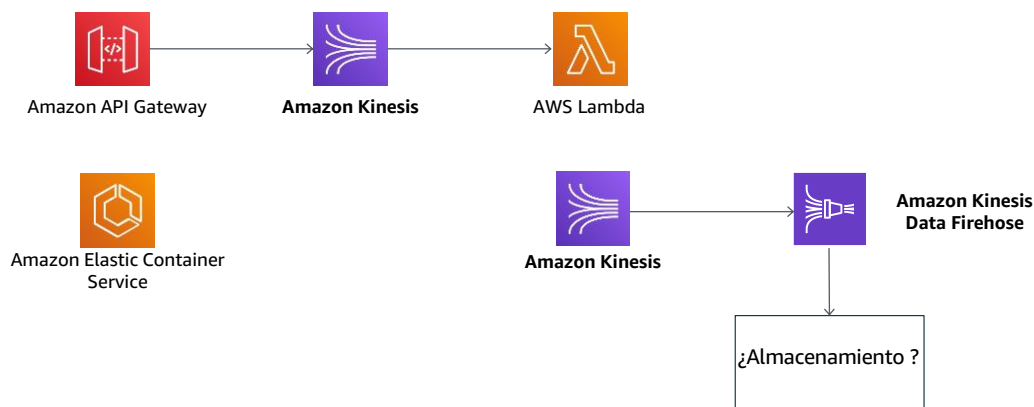 </>
Amazon API Gateway
Amazon Kinesis
AWS Lambda
Amazon Elastic Container
Service
Amazon Kinesis
Amazon Kinesis
Data Firehose
¿Almacenamiento ?